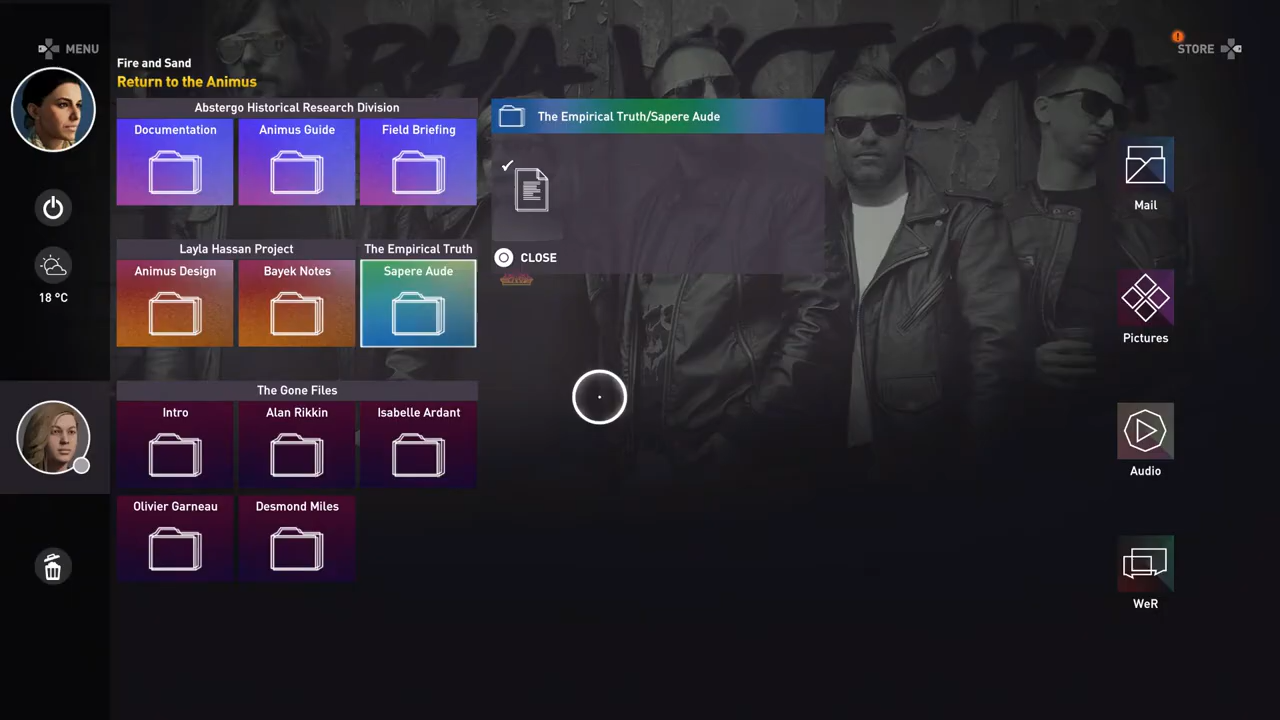 MENU
STORE
Fire and Sand
Return to the Animus
Abstergo Historical Research Division
Documentation
Animus Guide
Field Briefing
Layla Hassan Project
The Empirical Truth
Animus Design
Bayek Notes
Sapere Aude
The Gone Files
Intro
Alan Rikkin
Isabelle Ardant
Olivier Garneau
Desmond Miles
18 °C
The Empirical Truth/Sapere Aude
CLOSE
Mail
Pictures
Audio
WeR